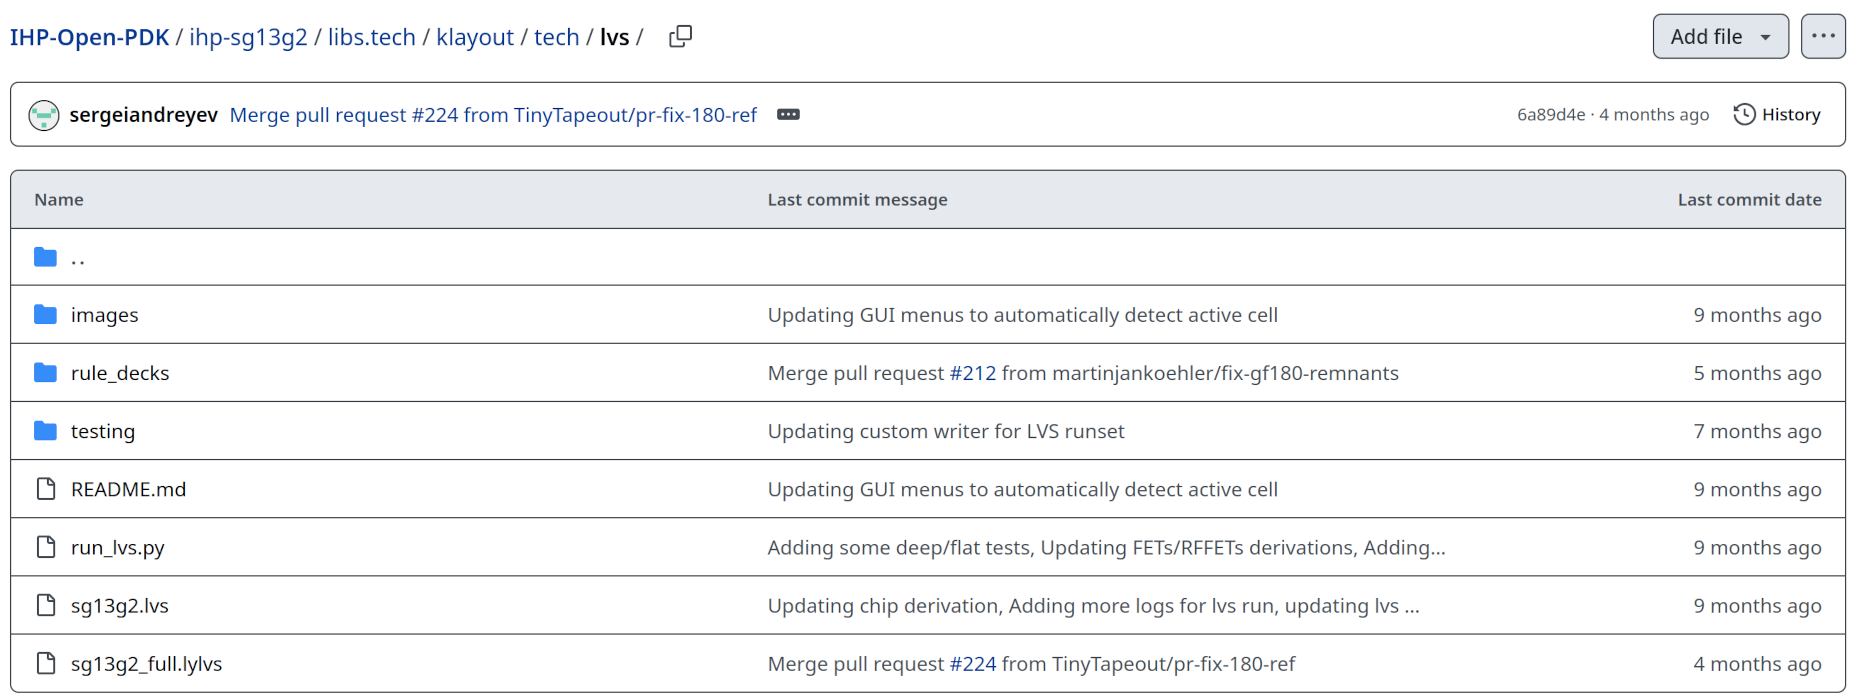 IHP-Open-PDK / ihp-sg13g2 / libs.tech / klayout / tech / lvs /
Add file
sergeiandreyev Merge pull request #224 from TinyTapeout/pr-fix-180-ref
6a89d4e · 4 months ago
History
Name Last commit message Last commit date
..
images Updating GUI menus to automatically detect active cell 9 months ago
rule_decks Merge pull request #212 from martinjankoehler/fix-gf180-remnants 5 months ago
testing Updating custom writer for LVS runset 7 months ago
README.md Updating GUI menus to automatically detect active cell 9 months ago
run_lvs.py Adding some deep/flat tests, Updating FETs/RFFETs derivations, Adding... 9 months ago
sg13g2.lvs Updating chip derivation, Adding more logs for lvs run, updating lvs ... 9 months ago
sg13g2_full.lylvs Merge pull request #224 from TinyTapeout/pr-fix-180-ref 4 months ago